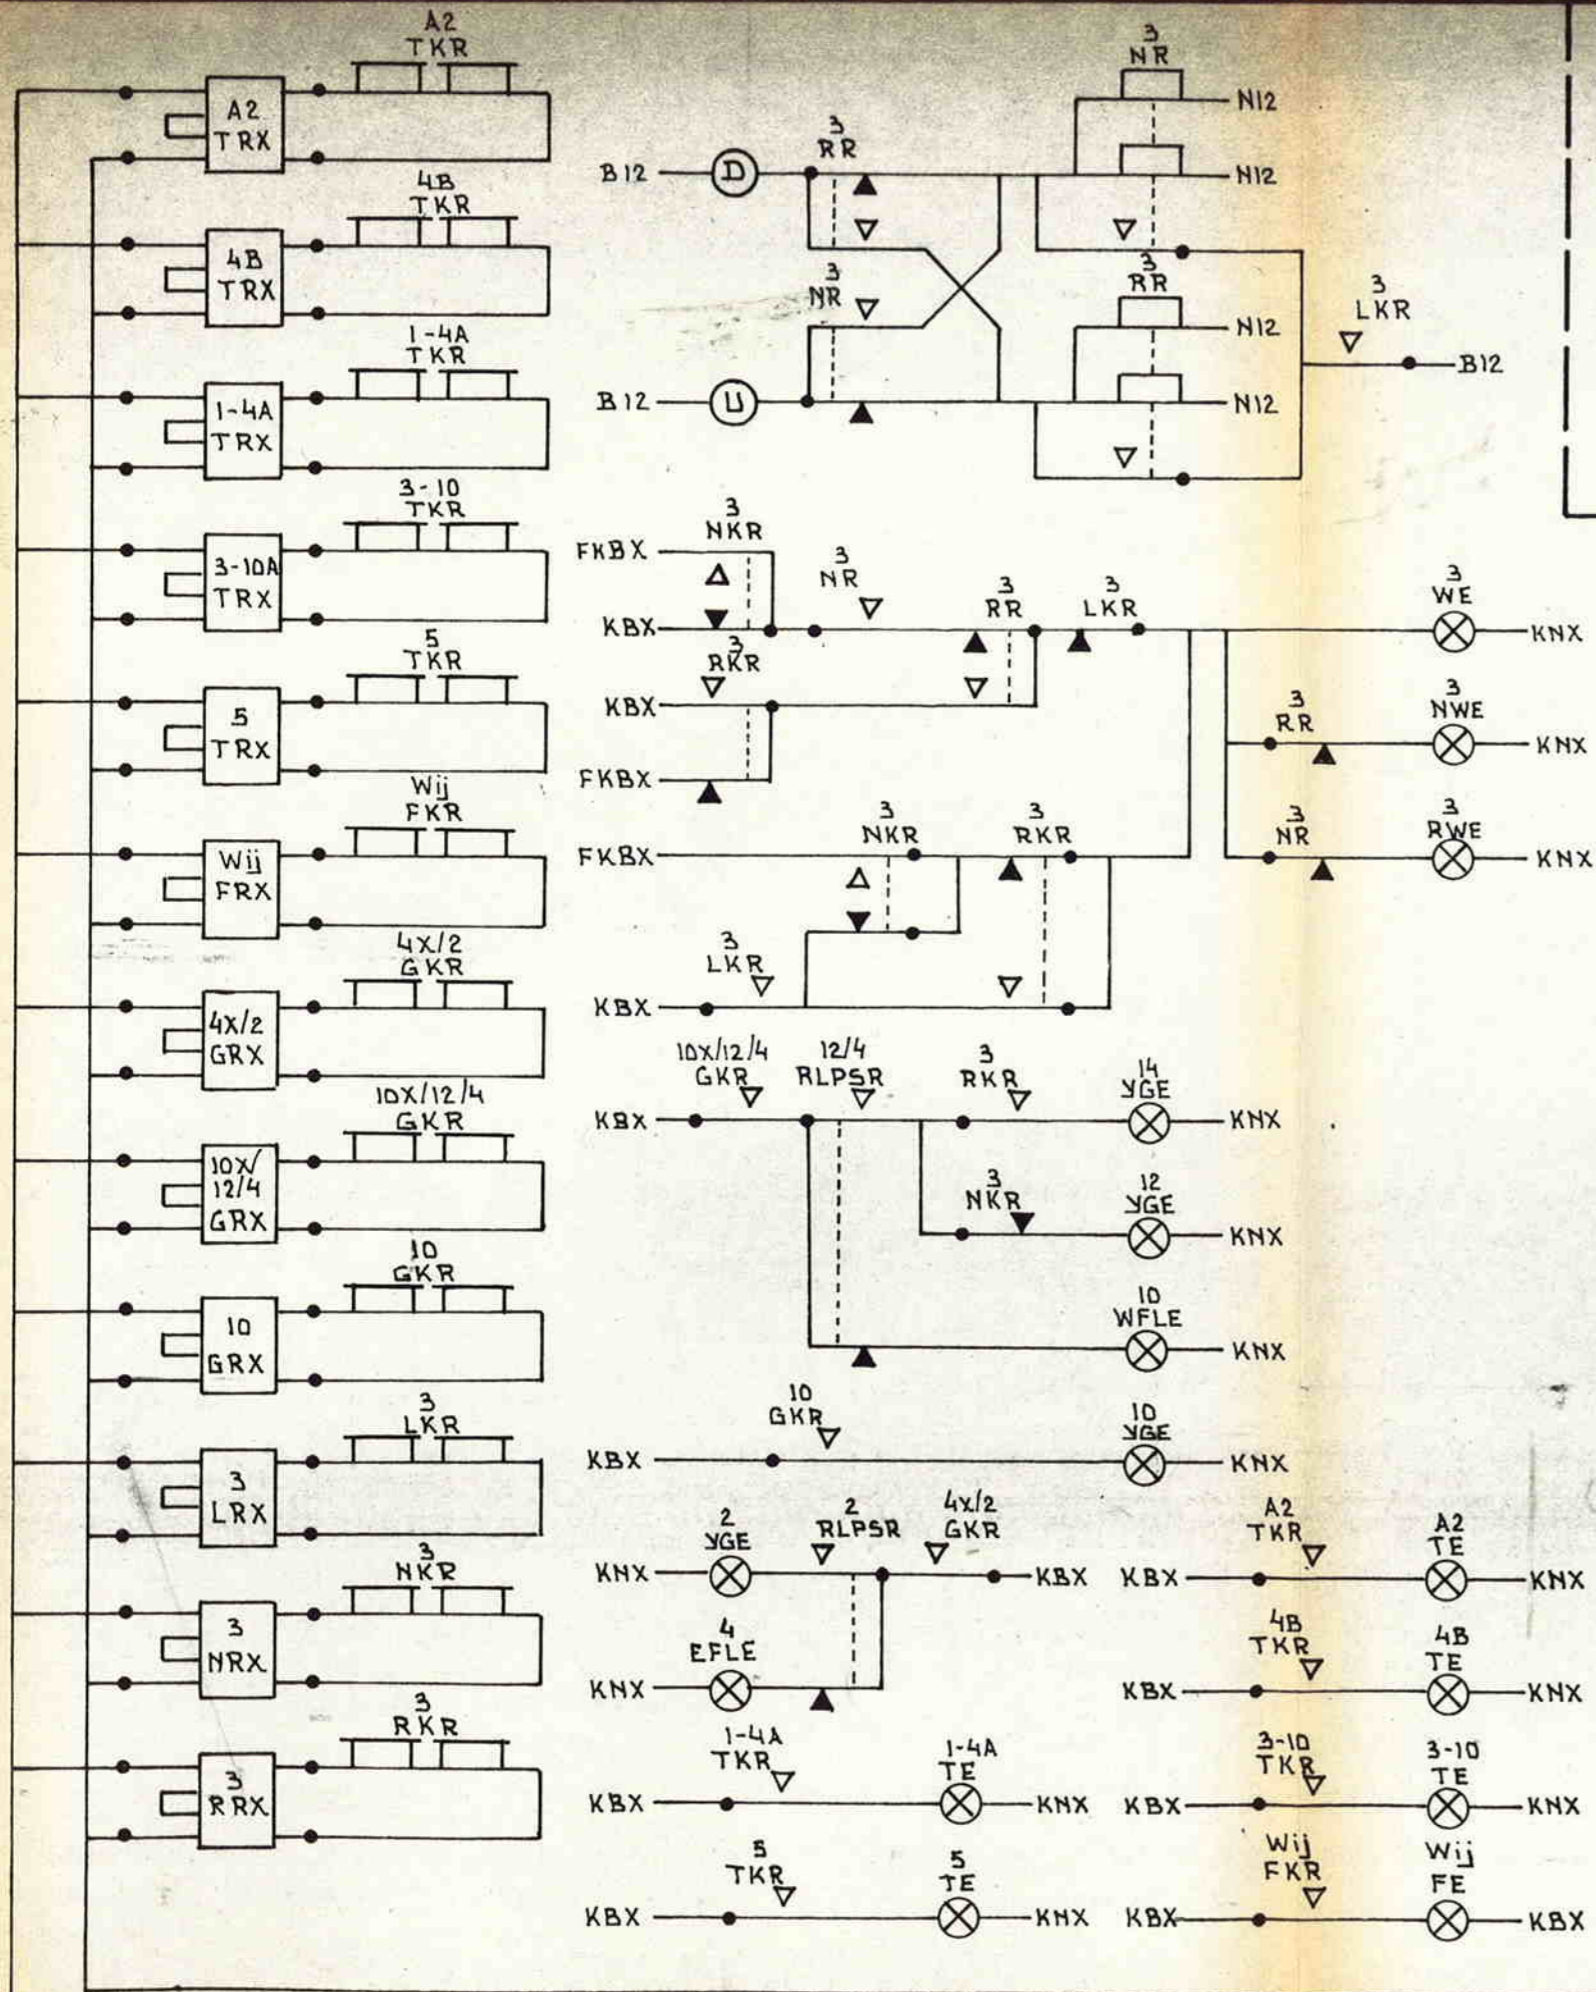 A2
TKR
A2
TRX
4B
TKR
4B
TRX
1-4A
TKR
1-4A
TRX
3-10
TKR
3-10A
TRX
5
TKR
5
TRX
Wij
FKR
Wij
FRX
4X/2
GKR
4X/2
GRX
10X/12/4
GKR
10X/
12/4
GRX
10
GKR
10
GRX
3
LKR
3
LRX
3
NKR
3
NRX
3
RKR
3
RRX
3
NR
N12
B12
D
3
RR
N12
3
NR
3
RR
N12
B12
U
N12
3
LKR
B12
FKBX
3
NKR
KBX
3
NR
3
RR
3
LKR
3
WE
KNX
3
RKR
KBX
FKBX
3
RR
3
NWE
KNX
3
NR
3
RWE
KNX
FKBX
3
NKR
3
RKR
3
LKR
KBX
10X/12/4
GKR
12/4
RLPSR
3
RKR
14
YGE
KBX
KNX
3
NKR
12
YGE
KNX
10
WFLE
KNX
10
GKR
10
YGE
KBX
KNX
2
YGE
2
RLPSR
4X/2
GKR
KNX
KBX
4
EFLE
KNX
A2
TKR
A2
TE
KBX
KNX
4B
TKR
4B
TE
KBX
KNX
1-4A
TKR
1-4A
TE
KBX
KNX
3-10
TKR
3-10
TE
KBX
KNX
5
TKR
5
TE
KBX
KNX
Wij
FKR
Wij
FE
KBX
KBX